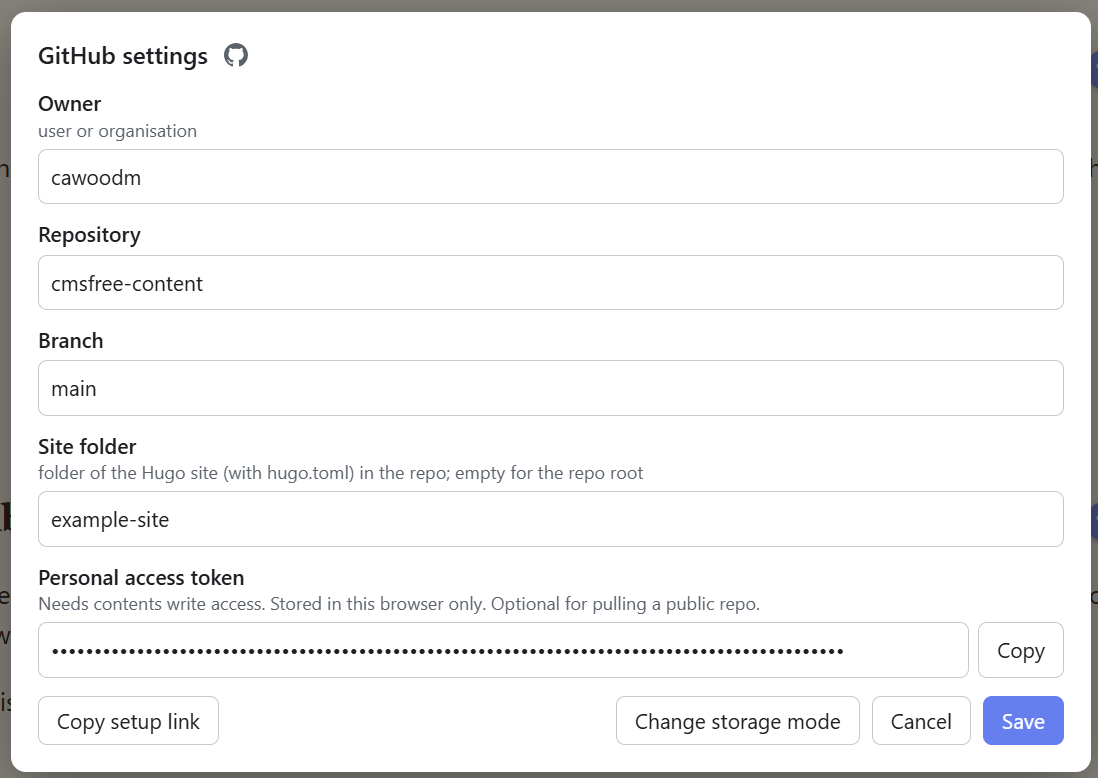 GitHub settings
Owner
user or organisation
cawoodm
Repository
cmsfree-content
Branch
main
Site folder
folder of the Hugo site (with hugo.toml) in the repo; empty for the repo root
example-site
Personal access token
Needs contents write access. Stored in this browser only. Optional for pulling a public repo.
Copy
Copy setup link
Change storage mode
Cancel
Save